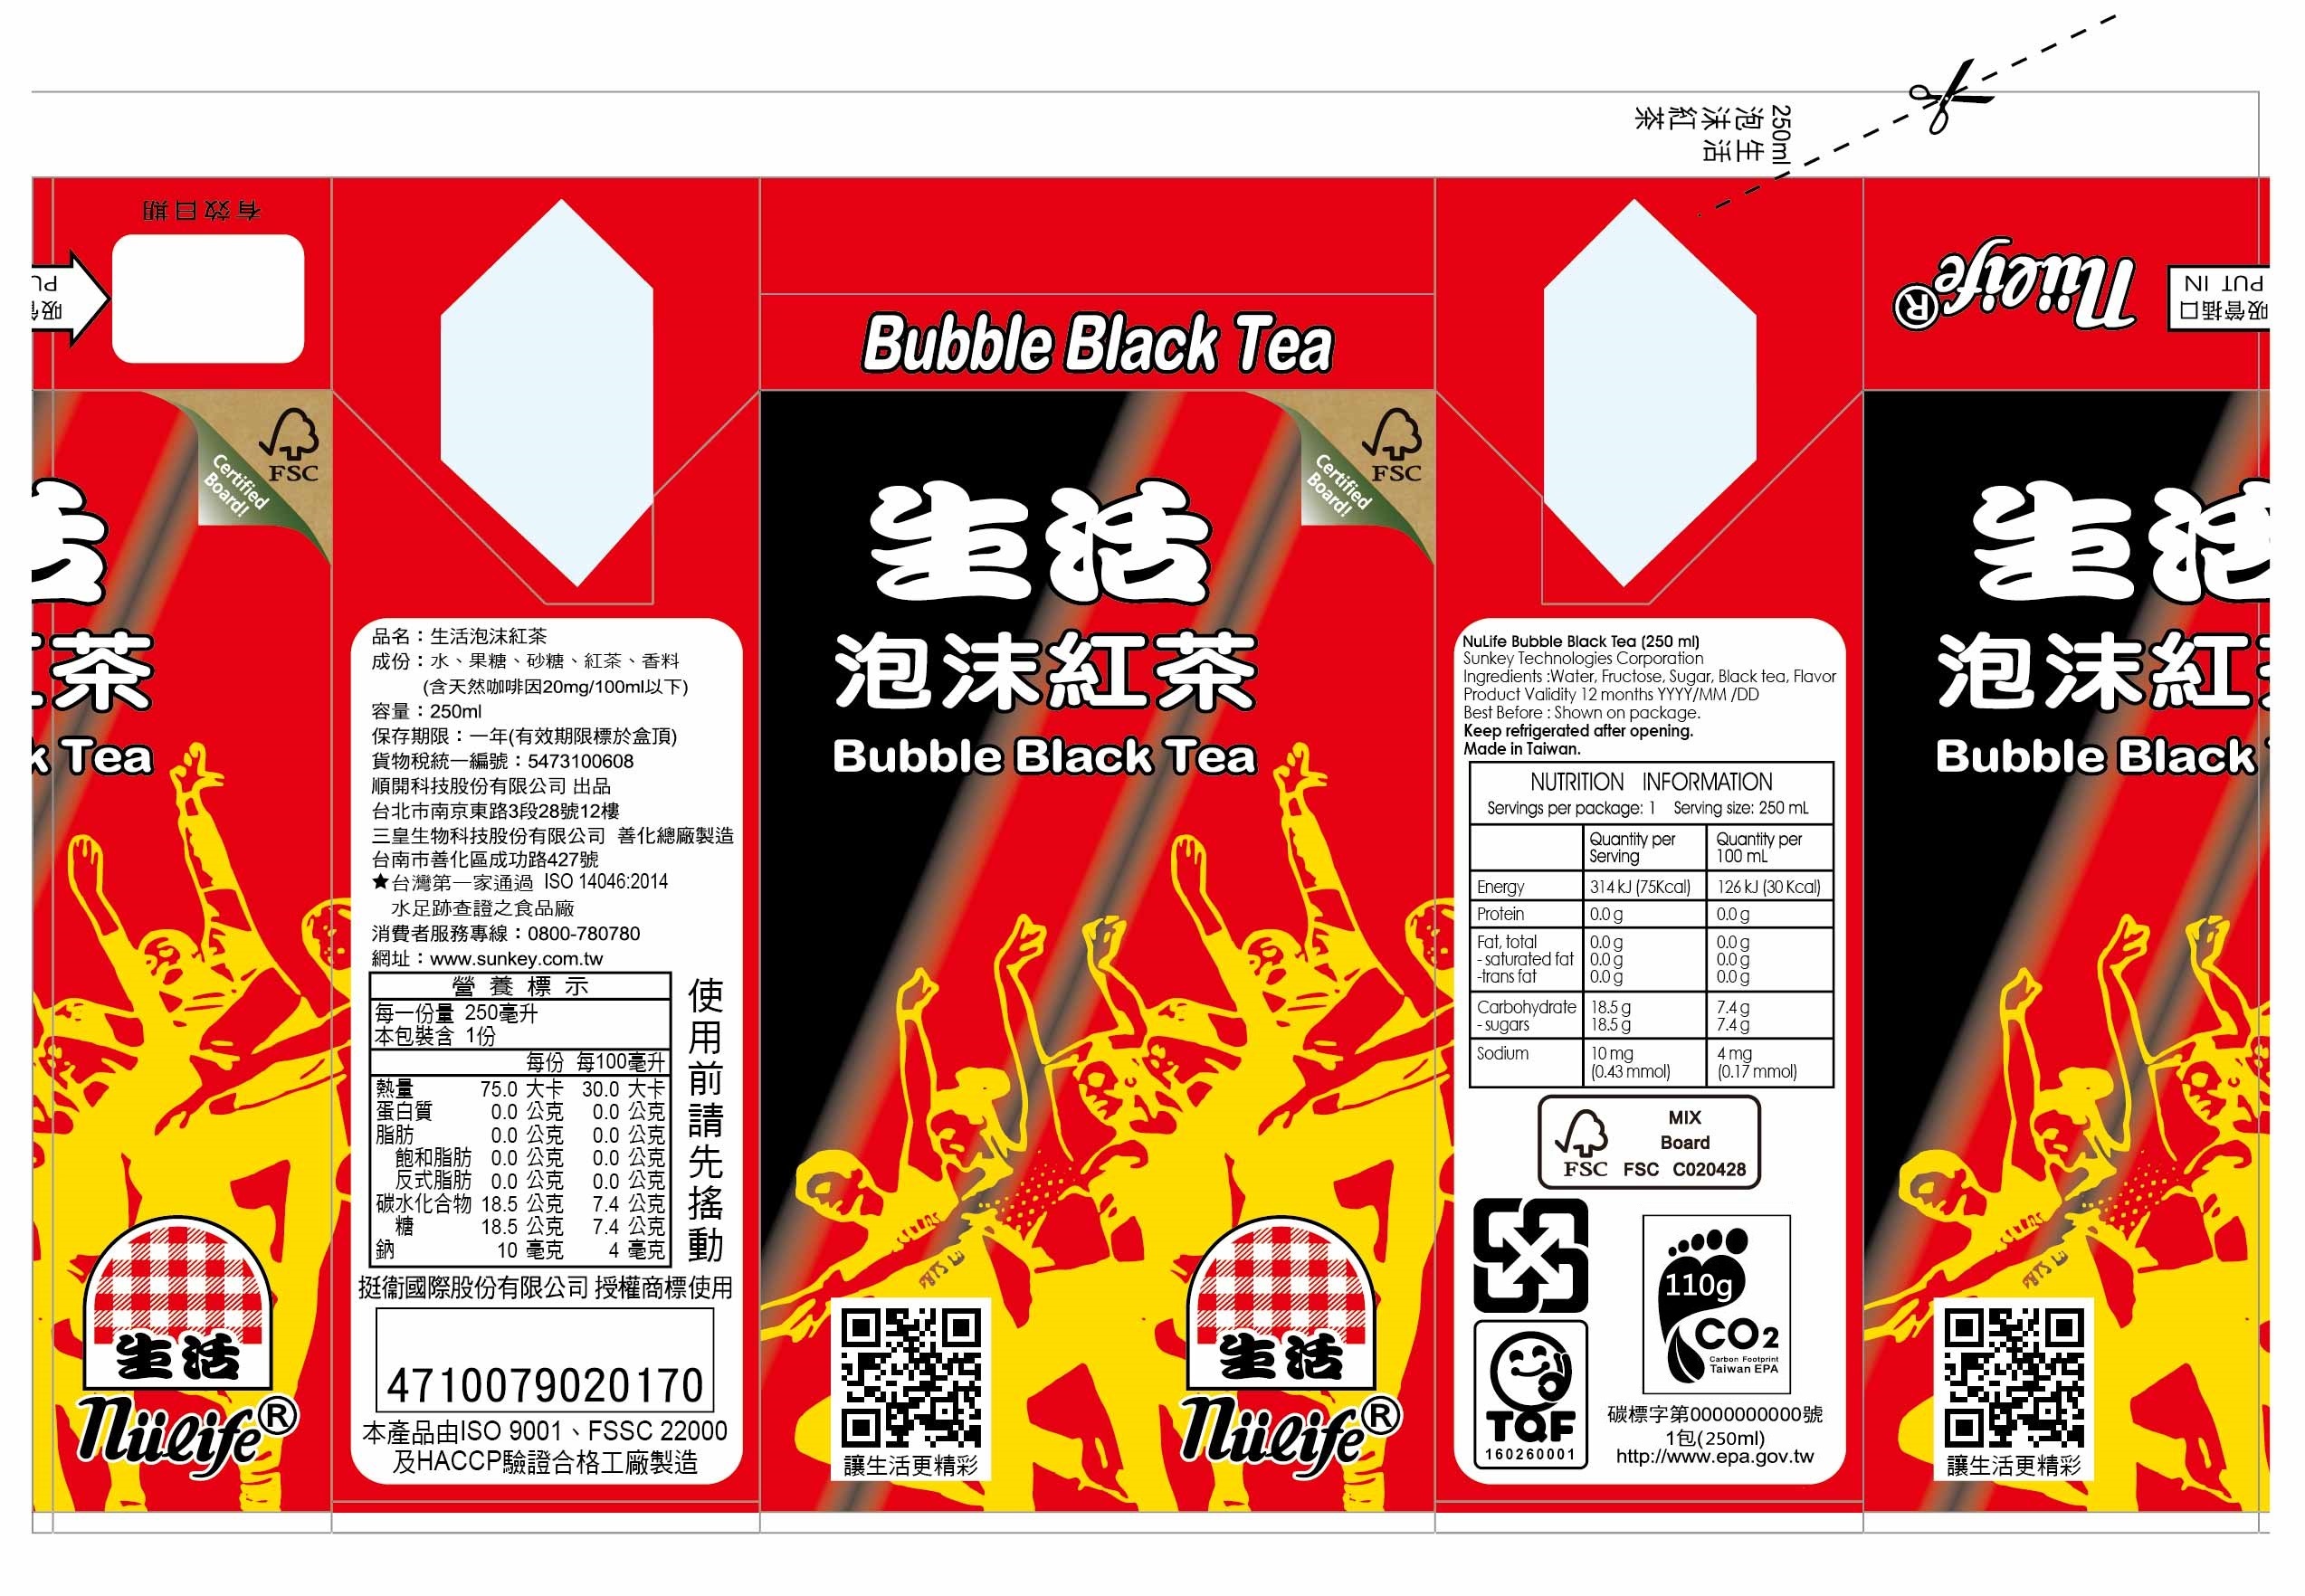 250ml
生活
泡沫
紅茶
有效日期
PU
吸管
Bubble Black Tea
Nülife®
PUT IN
吸管插口
FSC
Certified
Board!
活
紅茶
k Tea
生活
Nülife®
品名：生活泡沫紅茶
成份：水、果糖、砂糖、紅茶、香料
(含天然咖啡因20mg/100ml以下)
容量：250ml
保存期限：一年(有效期限標於盒頂)
貨物稅統一編號：5473100608
順開科技股份有限公司 出品
台北市南京東路3段28號12樓
三皇生物科技股份有限公司 善化總廠製造
台南市善化區成功路427號
★台灣第一家通過 ISO 14046:2014
水足跡查證之食品廠
消費者服務專線：0800-780780
網址：www.sunkey.com.tw
營養標示
每一份量 250毫升
本包裝含 1份
每份 每100毫升
熱量 75.0 大卡 30.0 大卡
蛋白質 0.0 公克 0.0 公克
脂肪 0.0 公克 0.0 公克
飽和脂肪 0.0 公克 0.0 公克
反式脂肪 0.0 公克 0.0 公克
碳水化合物 18.5 公克 7.4 公克
糖 18.5 公克 7.4 公克
鈉 10 毫克 4 毫克
使用前請先搖動
挺衞國際股份有限公司 授權商標使用
4710079020170
本產品由ISO 9001、FSSC 22000
及HACCP驗證合格工廠製造
FSC
Certified
Board!
生活
泡沫紅茶
Bubble Black Tea
讓生活更精彩
生活
Nülife®
NuLife Bubble Black Tea (250 ml)
Sunkey Technologies Corporation
Ingredients :Water, Fructose, Sugar, Black tea, Flavor
Product Validity 12 months YYYY/MM /DD
Best Before : Shown on package.
Keep refrigerated after opening.
Made in Taiwan.
NUTRITION INFORMATION
Servings per package: 1 Serving size: 250 mL
Quantity per Serving Quantity per 100 mL
Energy 314 kJ (75Kcal) 126 kJ (30 Kcal)
Protein 0.0 g 0.0 g
Fat, total 0.0 g 0.0 g
- saturated fat 0.0 g 0.0 g
-trans fat 0.0 g 0.0 g
Carbohydrate 18.5 g 7.4 g
- sugars 18.5 g 7.4 g
Sodium 10 mg 4 mg
(0.43 mmol) (0.17 mmol)
MIX
Board
FSC FSC C020428
110g
CO2
Carbon Footprint
Taiwan EPA
TQF
160260001
碳標字第0000000000號
1包(250ml)
http://www.epa.gov.tw
生活
泡沫紅
Bubble Black
讓生活更精彩